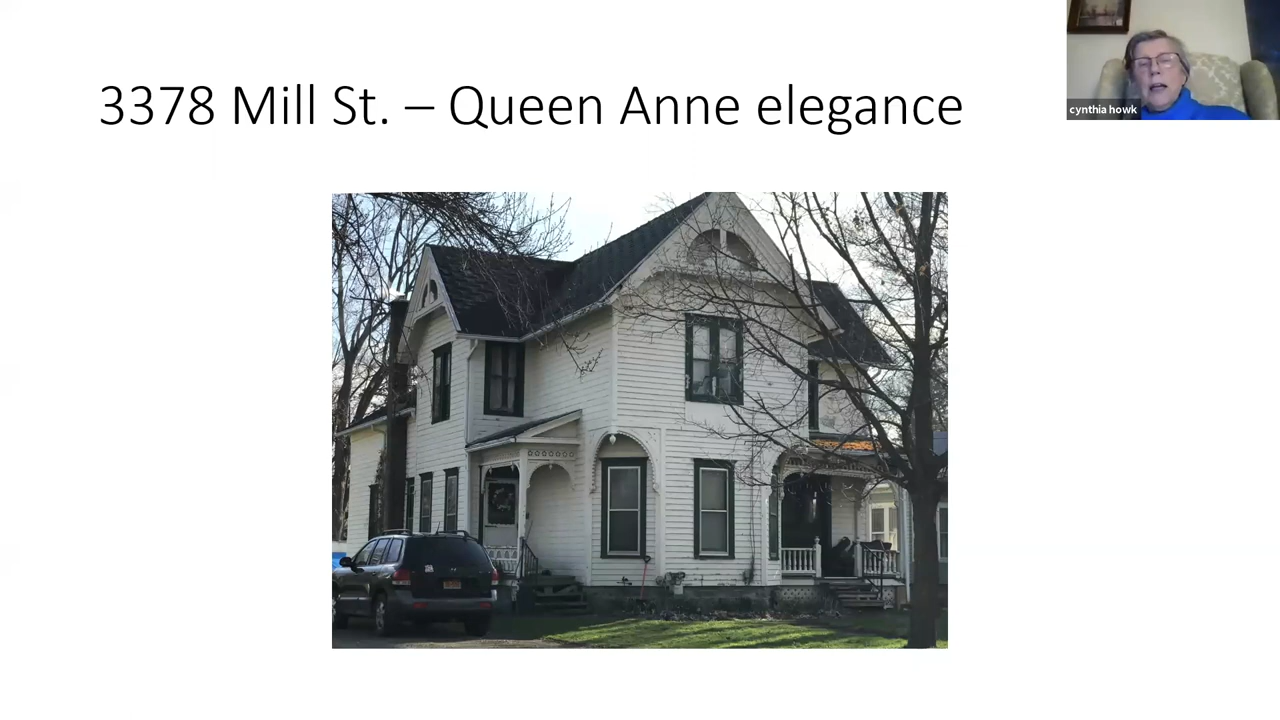 3378 Mill St. – Queen Anne elegance
cynthia howk